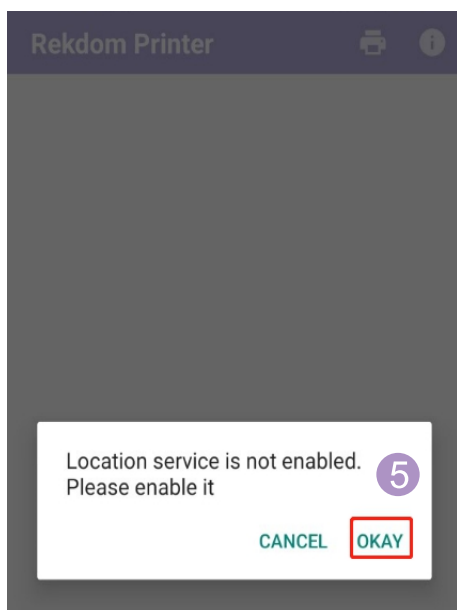 Rekdom Printer
Location service is not enabled.
Please enable it
5
CANCEL OKAY